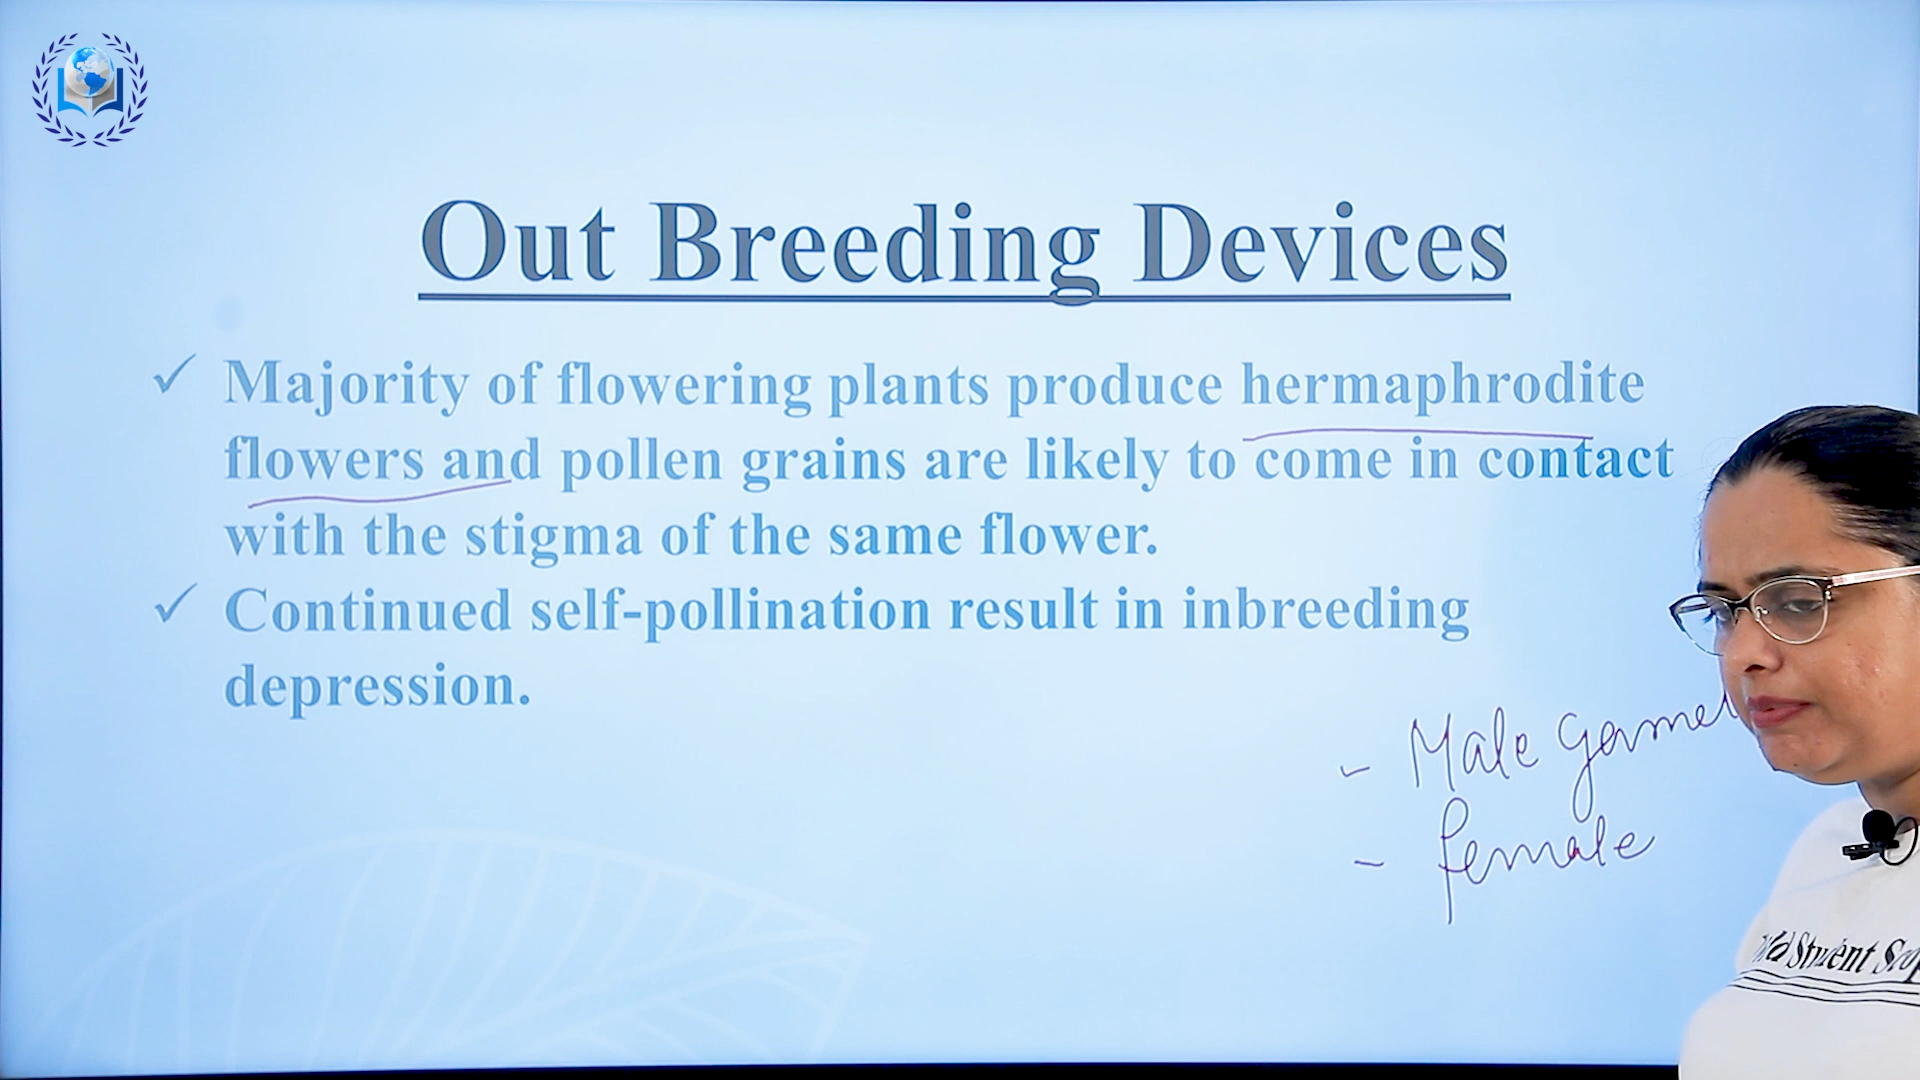 Out Breeding Devices
✓ Majority of flowering plants produce hermaphrodite
flowers and pollen grains are likely to come in contact
with the stigma of the same flower.
✓ Continued self-pollination result in inbreeding
depression.
- Male
- female
Student